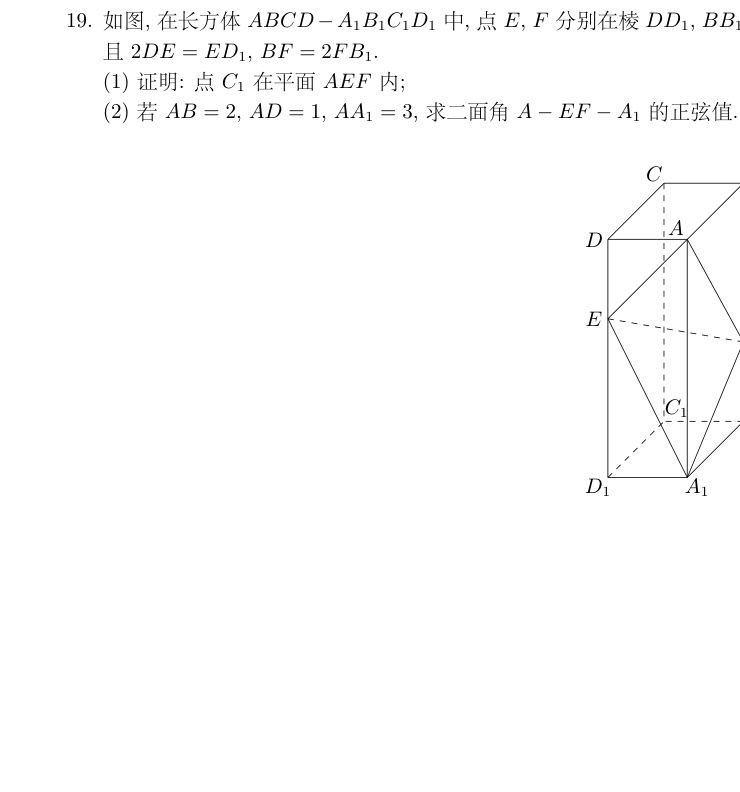 19. 如图, 在长方体 ABCD − A₁B₁C₁D₁ 中, 点 E, F 分别在棱 DD₁, BB₁
且 2DE = ED₁, BF = 2FB₁.
(1) 证明: 点 C₁ 在平面 AEF 内;
(2) 若 AB = 2, AD = 1, AA₁ = 3, 求二面角 A − EF − A₁ 的正弦值.
C
A
D
E
C₁
D₁
A₁